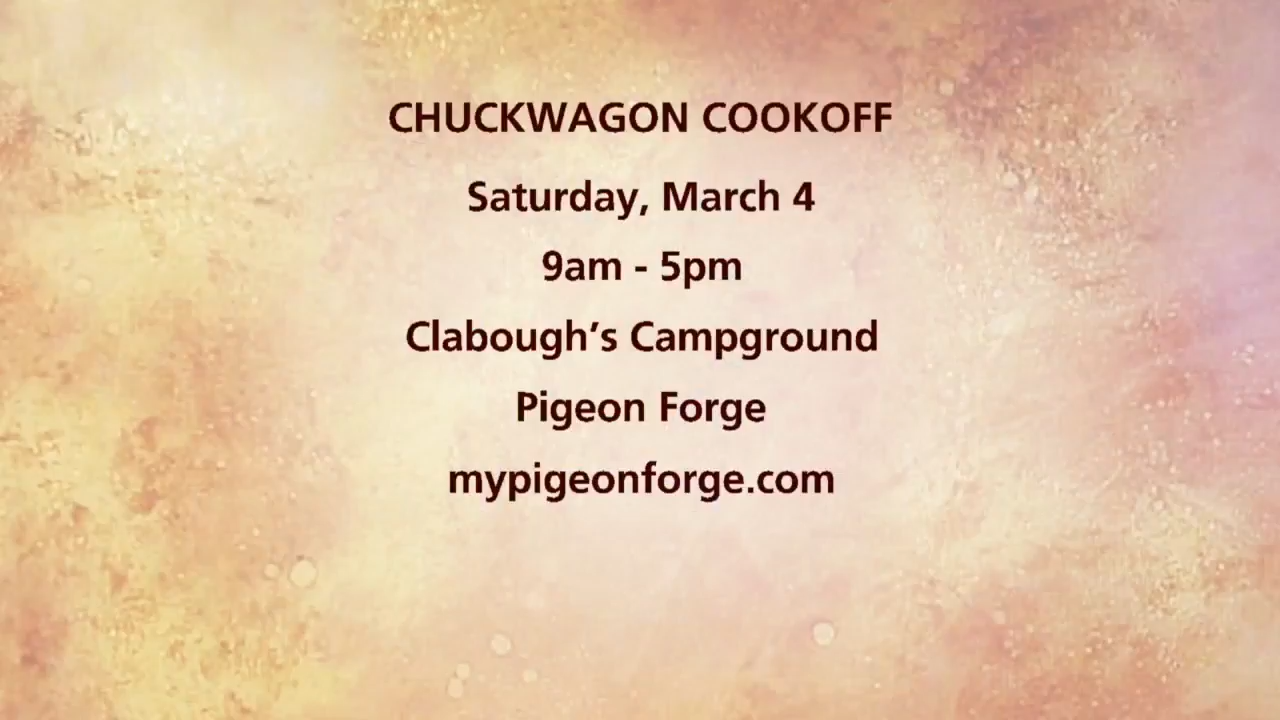 CHUCKWAGON COOKOFF
Saturday, March 4
9am - 5pm
Clabough’s Campground
Pigeon Forge
mypigeonforge.com